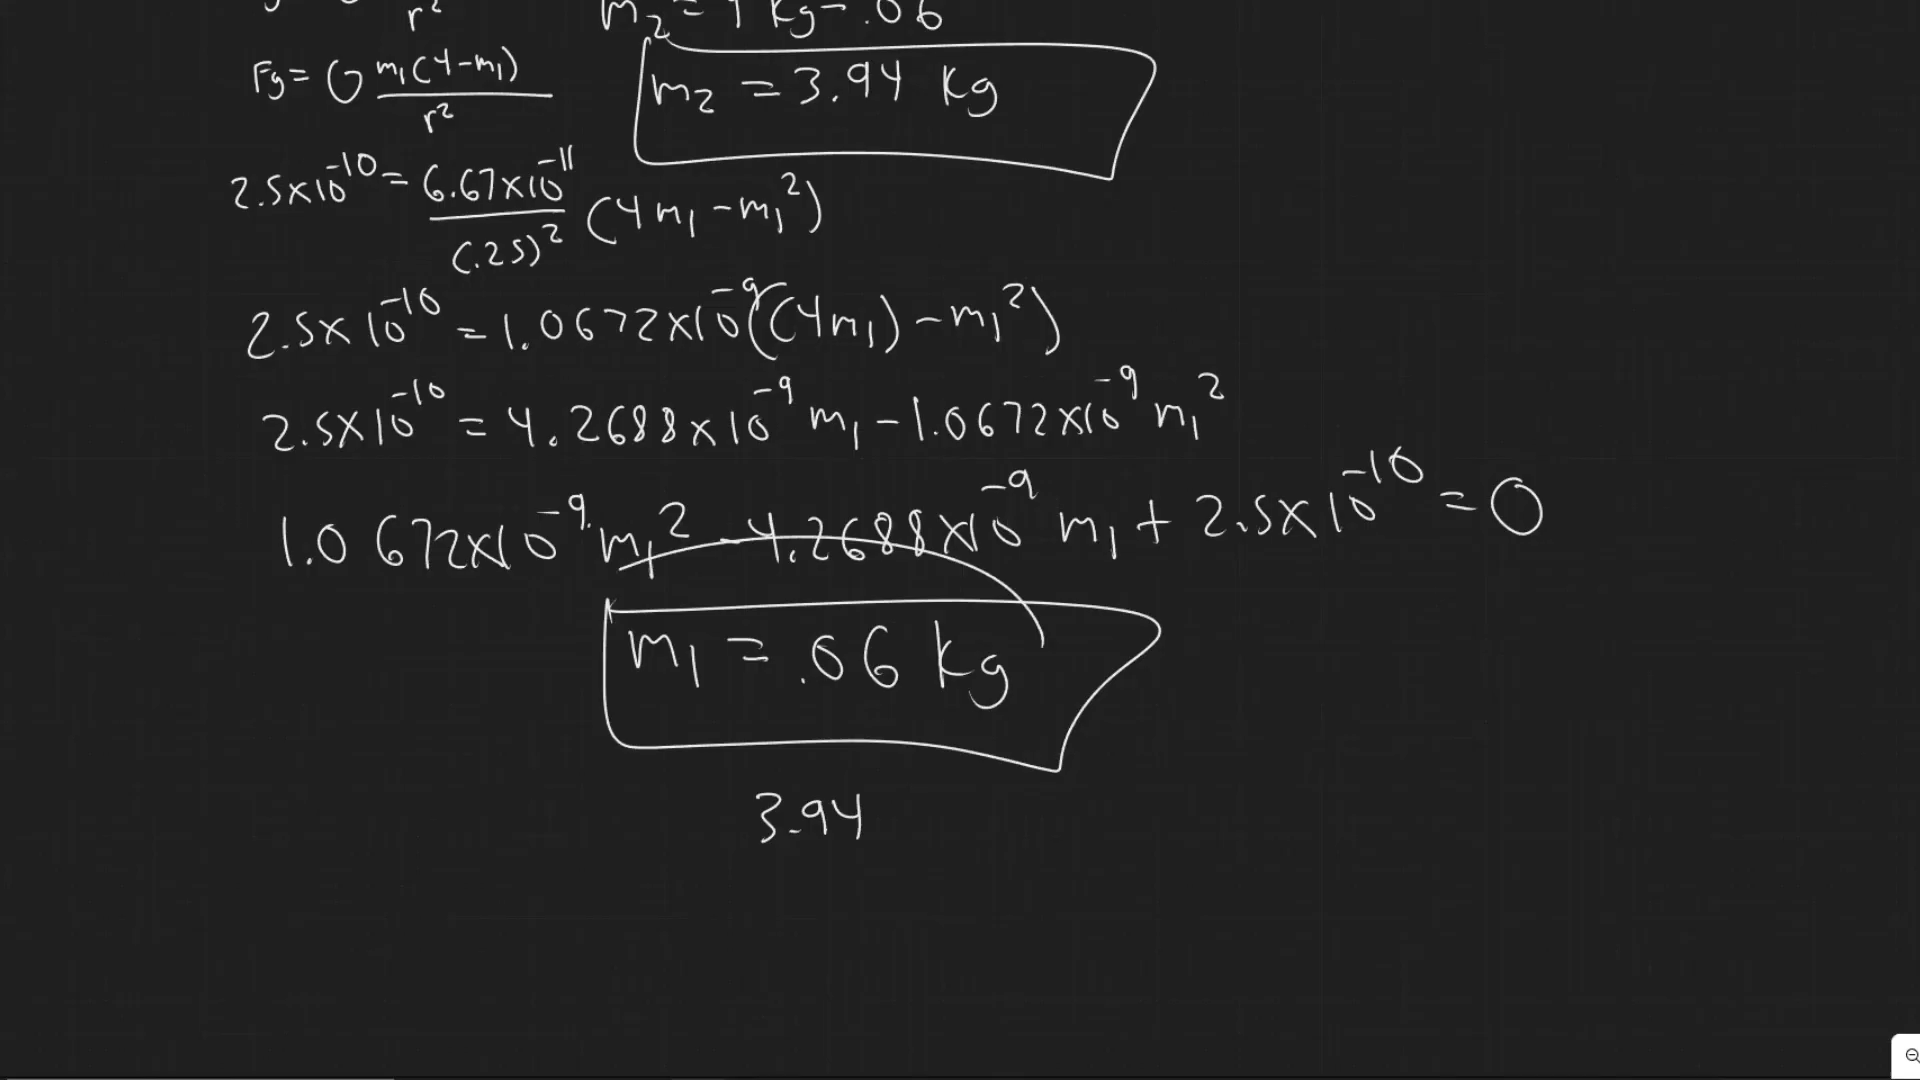 r²
m₂ = 4 kg - .06
Fg = G m₁(4-m₁) / r²
m₂ = 3.94 kg
2.5x10⁻¹⁰ = 6.67x10⁻¹¹ / (.25)² (4m₁ - m₁²)
2.5x10⁻¹⁰ = 1.0672x10⁻⁹((4m₁) - m₁²)
2.5x10⁻¹⁰ = 4.2688x10⁻⁹ m₁ - 1.0672x10⁻⁹ m₁²
1.0672x10⁻⁹ m₁² - 4.2688x10⁻⁹ m₁ + 2.5x10⁻¹⁰ = 0
m₁ = .06 kg
3.94